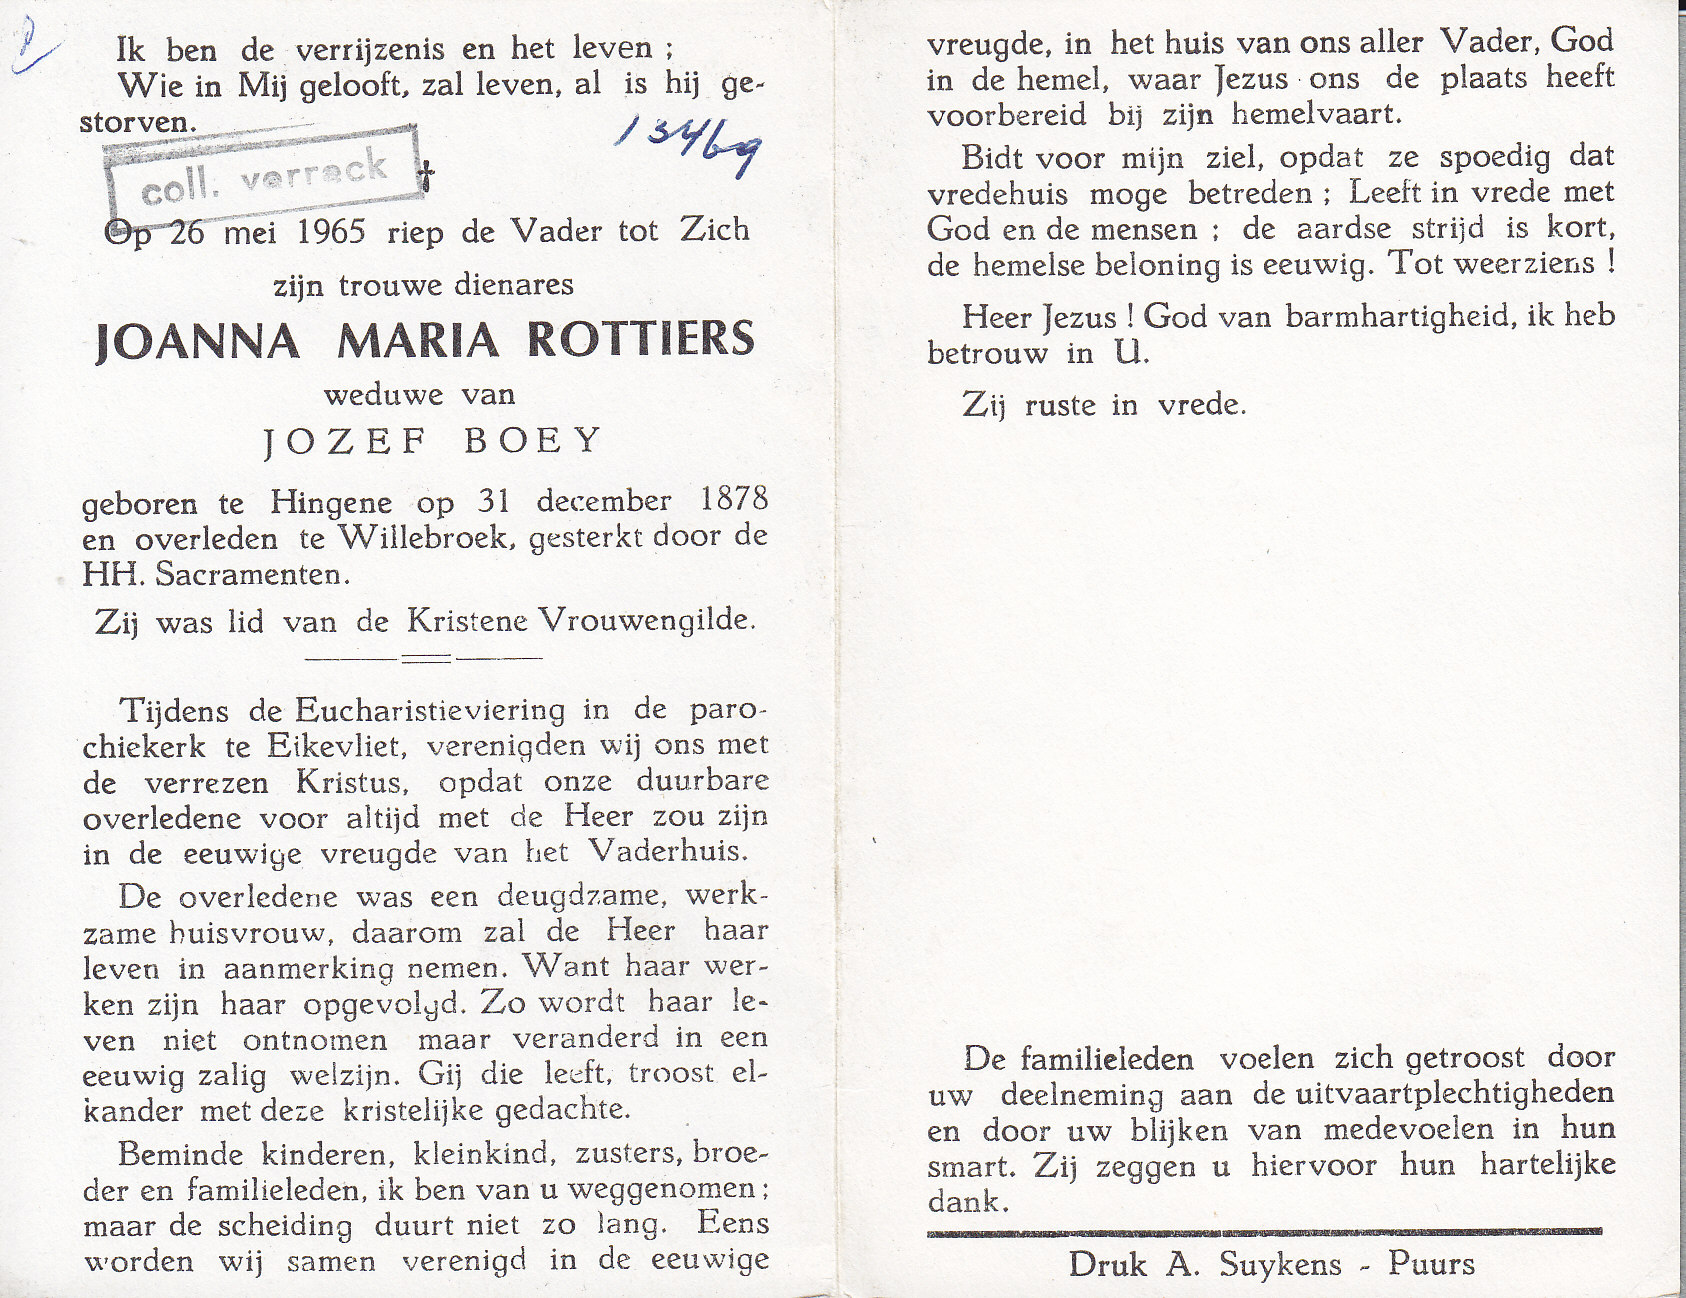 Ik ben de verrijzenis en het leven ;
Wie in Mij gelooft, zal leven, al is hij ge-
storven.
13469
coll. verreck
†
Op 26 mei 1965 riep de Vader tot Zich
zijn trouwe dienares
JOANNA MARIA ROTTIERS
weduwe van
JOZEF BOEY
geboren te Hingene op 31 december 1878
en overleden te Willebroek, gesterkt door de
HH. Sacramenten.
Zij was lid van de Kristene Vrouwengilde.
Tijdens de Eucharistieviering in de paro-
chiekerk te Eikevliet, verenigden wij ons met
de verrezen Kristus, opdat onze duurbare
overledene voor altijd met de Heer zou zijn
in de eeuwige vreugde van het Vaderhuis.
De overledene was een deugdzame, werk-
zame huisvrouw, daarom zal de Heer haar
leven in aanmerking nemen. Want haar wer-
ken zijn haar opgevolgd. Zo wordt haar le-
ven niet ontnomen maar veranderd in een
eeuwig zalig welzijn. Gij die leeft, troost el-
kander met deze kristelijke gedachte.
Beminde kinderen, kleinkind, zusters, broe-
der en familieleden, ik ben van u weggenomen ;
maar de scheiding duurt niet zo lang. Eens
worden wij samen verenigd in de eeuwige
vreugde, in het huis van ons aller Vader, God
in de hemel, waar Jezus ons de plaats heeft
voorbereid bij zijn hemelvaart.
Bidt voor mijn ziel, opdat ze spoedig dat
vredehuis moge betreden ; Leeft in vrede met
God en de mensen ; de aardse strijd is kort,
de hemelse beloning is eeuwig. Tot weerziens !
Heer Jezus ! God van barmhartigheid, ik heb
betrouw in U.
Zij ruste in vrede.
De familieleden voelen zich getroost door
uw deelneming aan de uitvaartplechtigheden
en door uw blijken van medevoelen in hun
smart. Zij zeggen u hiervoor hun hartelijke
dank.
Druk A. Suykens - Puurs